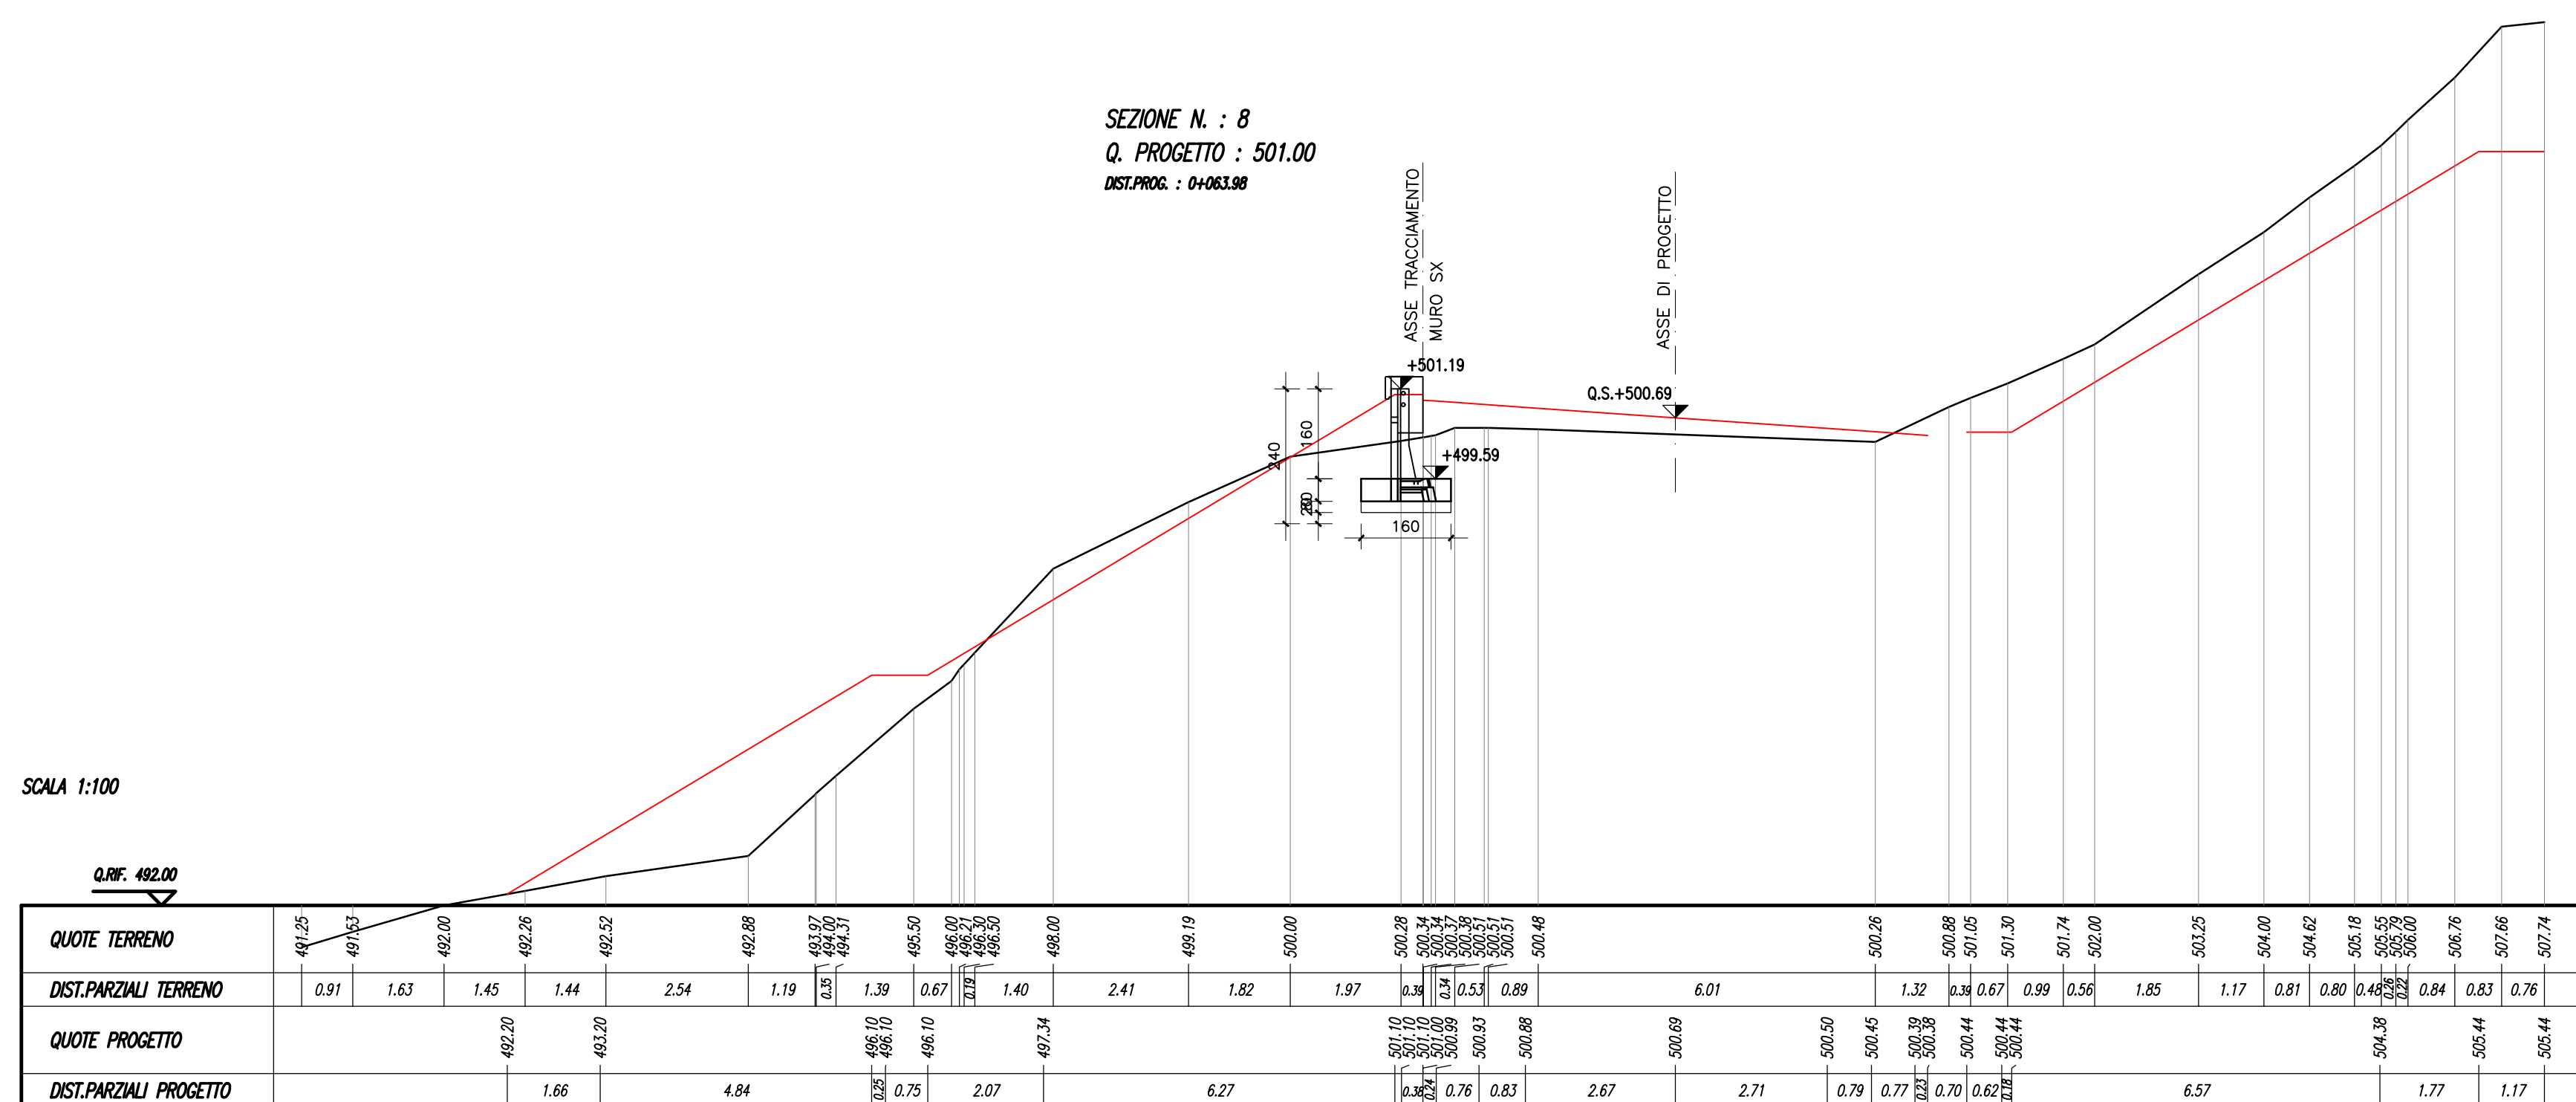 SEZIONE N. : 8
Q. PROGETTO : 501.00
DIST.PROG. : 0+063.98
ASSE TRACCIAMENTO
MURO SX
ASSE DI PROGETTO
+501.19
Q.S.+500.69
+499.59
240
160
160
SCALA 1:100
Q.RIF. 492.00
QUOTE TERRENO 491.25 491.53 492.00 492.26 492.52 492.88 493.97 494.00 494.31 495.50 496.00 496.21 496.30 496.50 498.00 499.19 500.00 500.28 500.34 500.34 500.37 500.38 500.51 500.51 500.51 500.48 500.26 500.88 501.05 501.30 501.74 502.00 503.25 504.00 504.62 505.18 505.55 505.79 506.00 506.76 507.66 507.74
DIST.PARZIALI TERRENO 0.91 1.63 1.45 1.44 2.54 1.19 0.35 1.39 0.67 0.19 1.40 2.41 1.82 1.97 0.39 0.34 0.53 0.89 6.01 1.32 0.39 0.67 0.99 0.56 1.85 1.17 0.81 0.80 0.48 0.26 0.22 0.84 0.83 0.76
QUOTE PROGETTO 492.20 493.20 496.10 496.10 496.10 497.34 501.10 501.10 501.10 501.00 500.99 500.93 500.88 500.69 500.50 500.45 500.39 500.38 500.44 500.44 500.44 504.38 505.44 505.44
DIST.PARZIALI PROGETTO 1.66 4.84 0.25 0.75 2.07 6.27 0.38 0.24 0.76 0.83 2.67 2.71 0.79 0.77 0.23 0.70 0.62 0.18 6.57 1.77 1.17